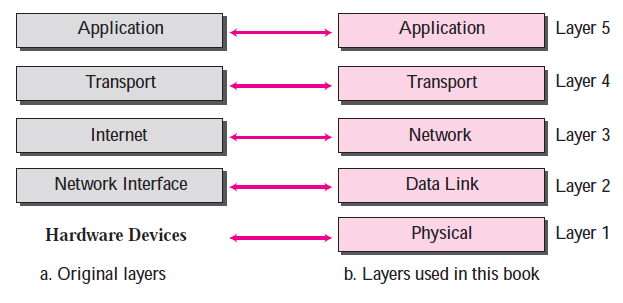 Application Application Layer 5
Transport Transport Layer 4
Internet Network Layer 3
Network Interface Data Link Layer 2
Hardware Devices Physical Layer 1
a. Original layers b. Layers used in this book